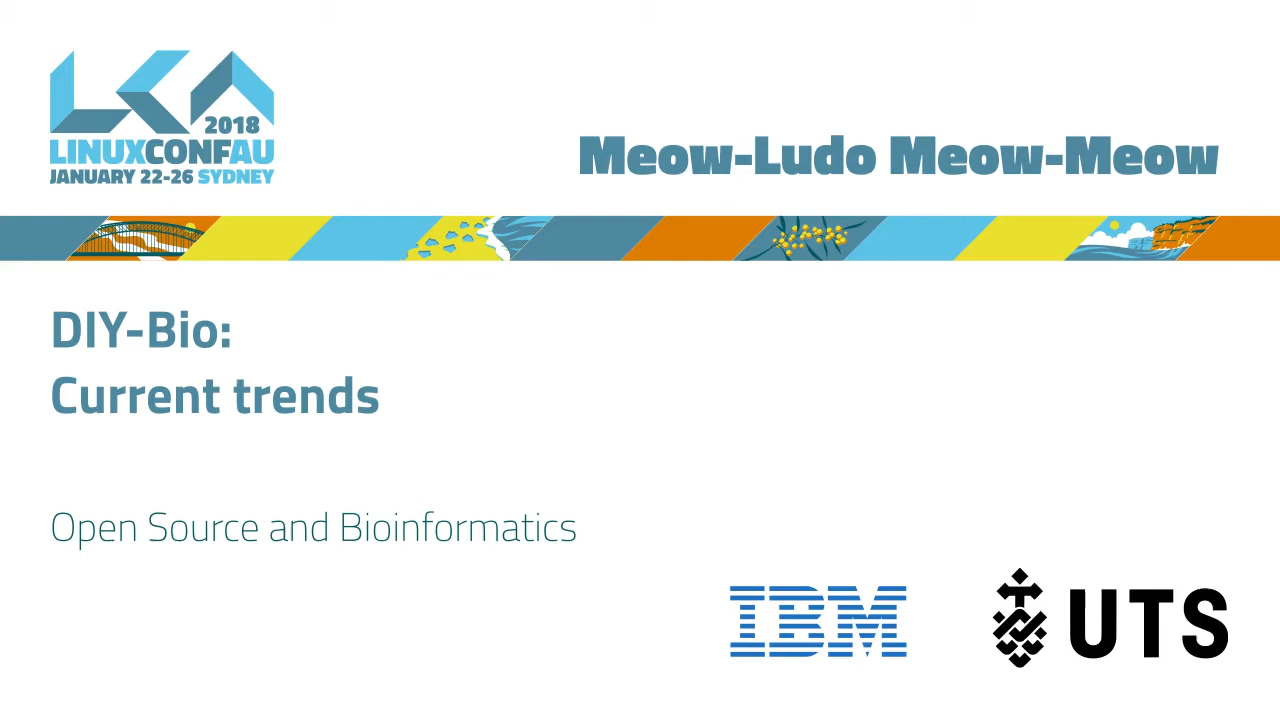 2018
LINUXCONFAU
JANUARY 22-26 SYDNEY
Meow-Ludo Meow-Meow
DIY-Bio:
Current trends
Open Source and Bioinformatics
IBM
UTS